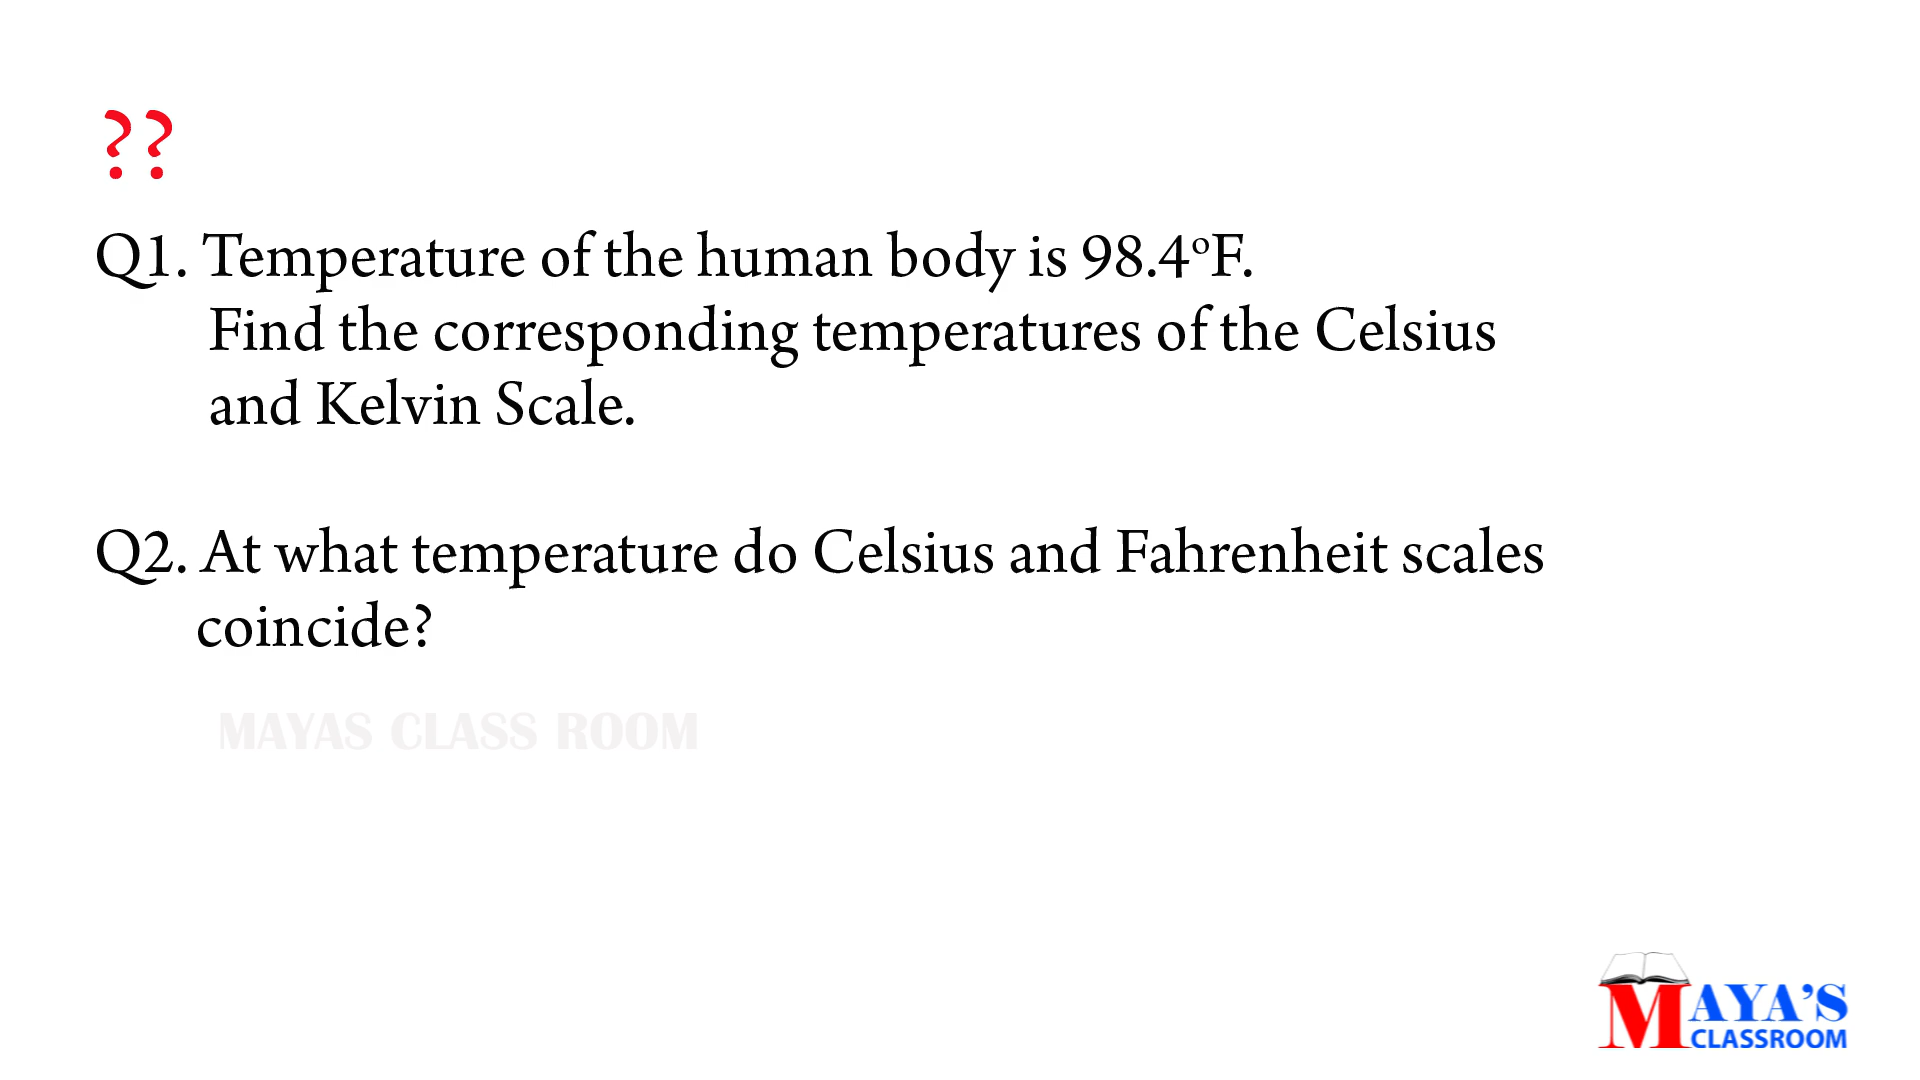 ??
Q1. Temperature of the human body is 98.4ºF.
Find the corresponding temperatures of the Celsius
and Kelvin Scale.
Q2. At what temperature do Celsius and Fahrenheit scales
coincide?
MAYAS CLASS ROOM
MAYA'S
CLASSROOM